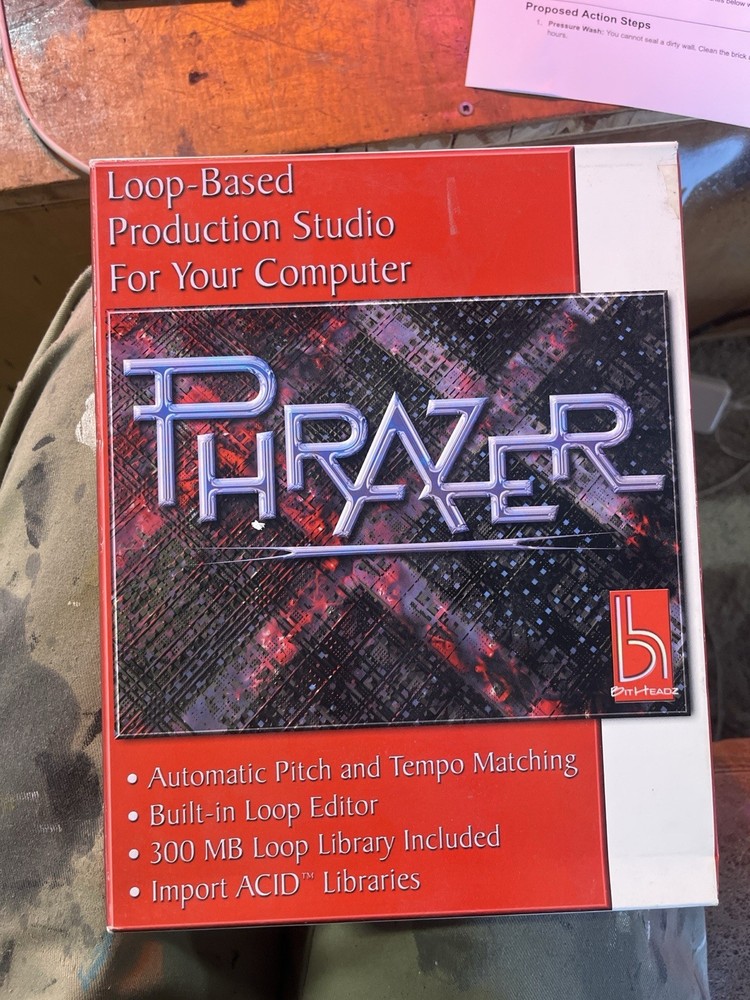 Proposed Action Steps
1. Pressure Wash: You cannot seal a dirty wall. Clean the brick
hours.
Loop-Based
Production Studio
For Your Computer
PHRAZER
bh
BitHeadz
• Automatic Pitch and Tempo Matching
• Built-in Loop Editor
• 300 MB Loop Library Included
• Import ACID™ Libraries